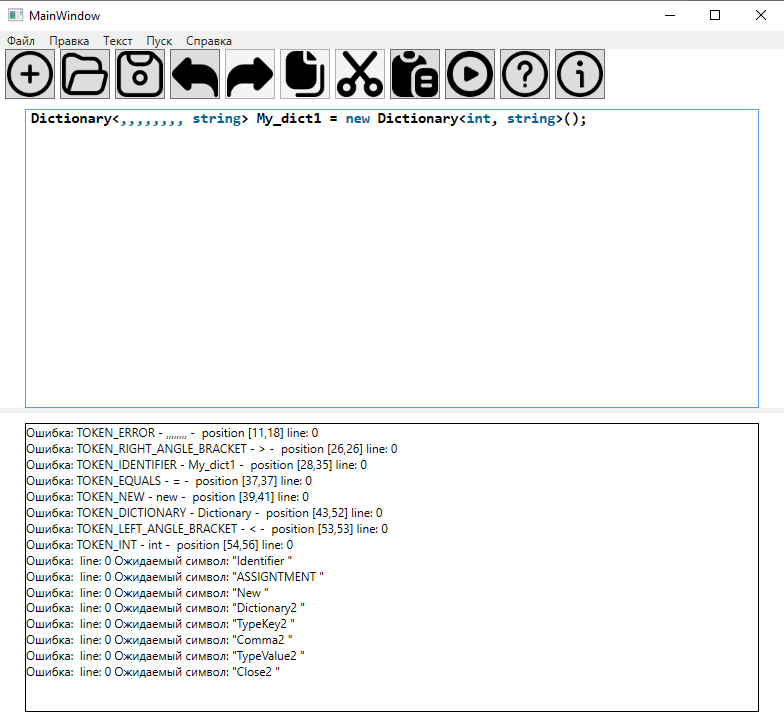 MainWindow
Файл Правка Текст Пуск Справка
Dictionary<,,,,,,,, string> My_dict1 = new Dictionary<int, string>();
Ошибка: TOKEN_ERROR - ,,,,,,,, - position [11,18] line: 0
Ошибка: TOKEN_RIGHT_ANGLE_BRACKET - > - position [26,26] line: 0
Ошибка: TOKEN_IDENTIFIER - My_dict1 - position [28,35] line: 0
Ошибка: TOKEN_EQUALS - = - position [37,37] line: 0
Ошибка: TOKEN_NEW - new - position [39,41] line: 0
Ошибка: TOKEN_DICTIONARY - Dictionary - position [43,52] line: 0
Ошибка: TOKEN_LEFT_ANGLE_BRACKET - < - position [53,53] line: 0
Ошибка: TOKEN_INT - int - position [54,56] line: 0
Ошибка: line: 0 Ожидаемый символ: "Identifier "
Ошибка: line: 0 Ожидаемый символ: "ASSIGNTMENT "
Ошибка: line: 0 Ожидаемый символ: "New "
Ошибка: line: 0 Ожидаемый символ: "Dictionary2 "
Ошибка: line: 0 Ожидаемый символ: "TypeKey2 "
Ошибка: line: 0 Ожидаемый символ: "Comma2 "
Ошибка: line: 0 Ожидаемый символ: "TypeValue2 "
Ошибка: line: 0 Ожидаемый символ: "Close2 "